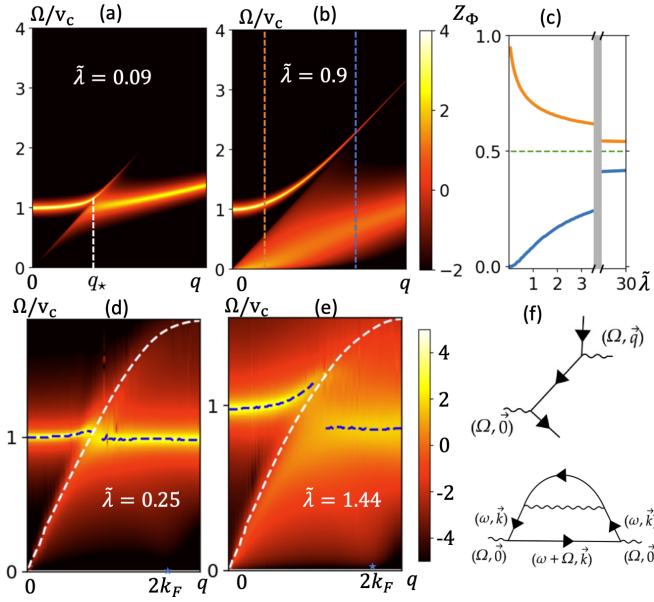 Ω/v_c (a)
4
3
2
1
0
λ̃ = 0.09
0 q⋆ q
Ω/v_c (b)
4
3
2
1
0
λ̃ = 0.9
0 q
Z_Φ
4
2
0
−2
(c)
1.0
0.5
0.0
1 2 3 30 λ̃
Ω/v_c
(d)
1
0
λ̃ = 0.25
0 2k_F q
Ω/v_c
(e)
1
0
λ̃ = 1.44
0 2k_F q
4
2
0
−2
−4
(f)
(Ω, q⃗)
(Ω, 0⃗)
(ω, k⃗) (ω, k⃗)
(Ω, 0⃗) (ω + Ω, k⃗) (Ω, 0⃗)